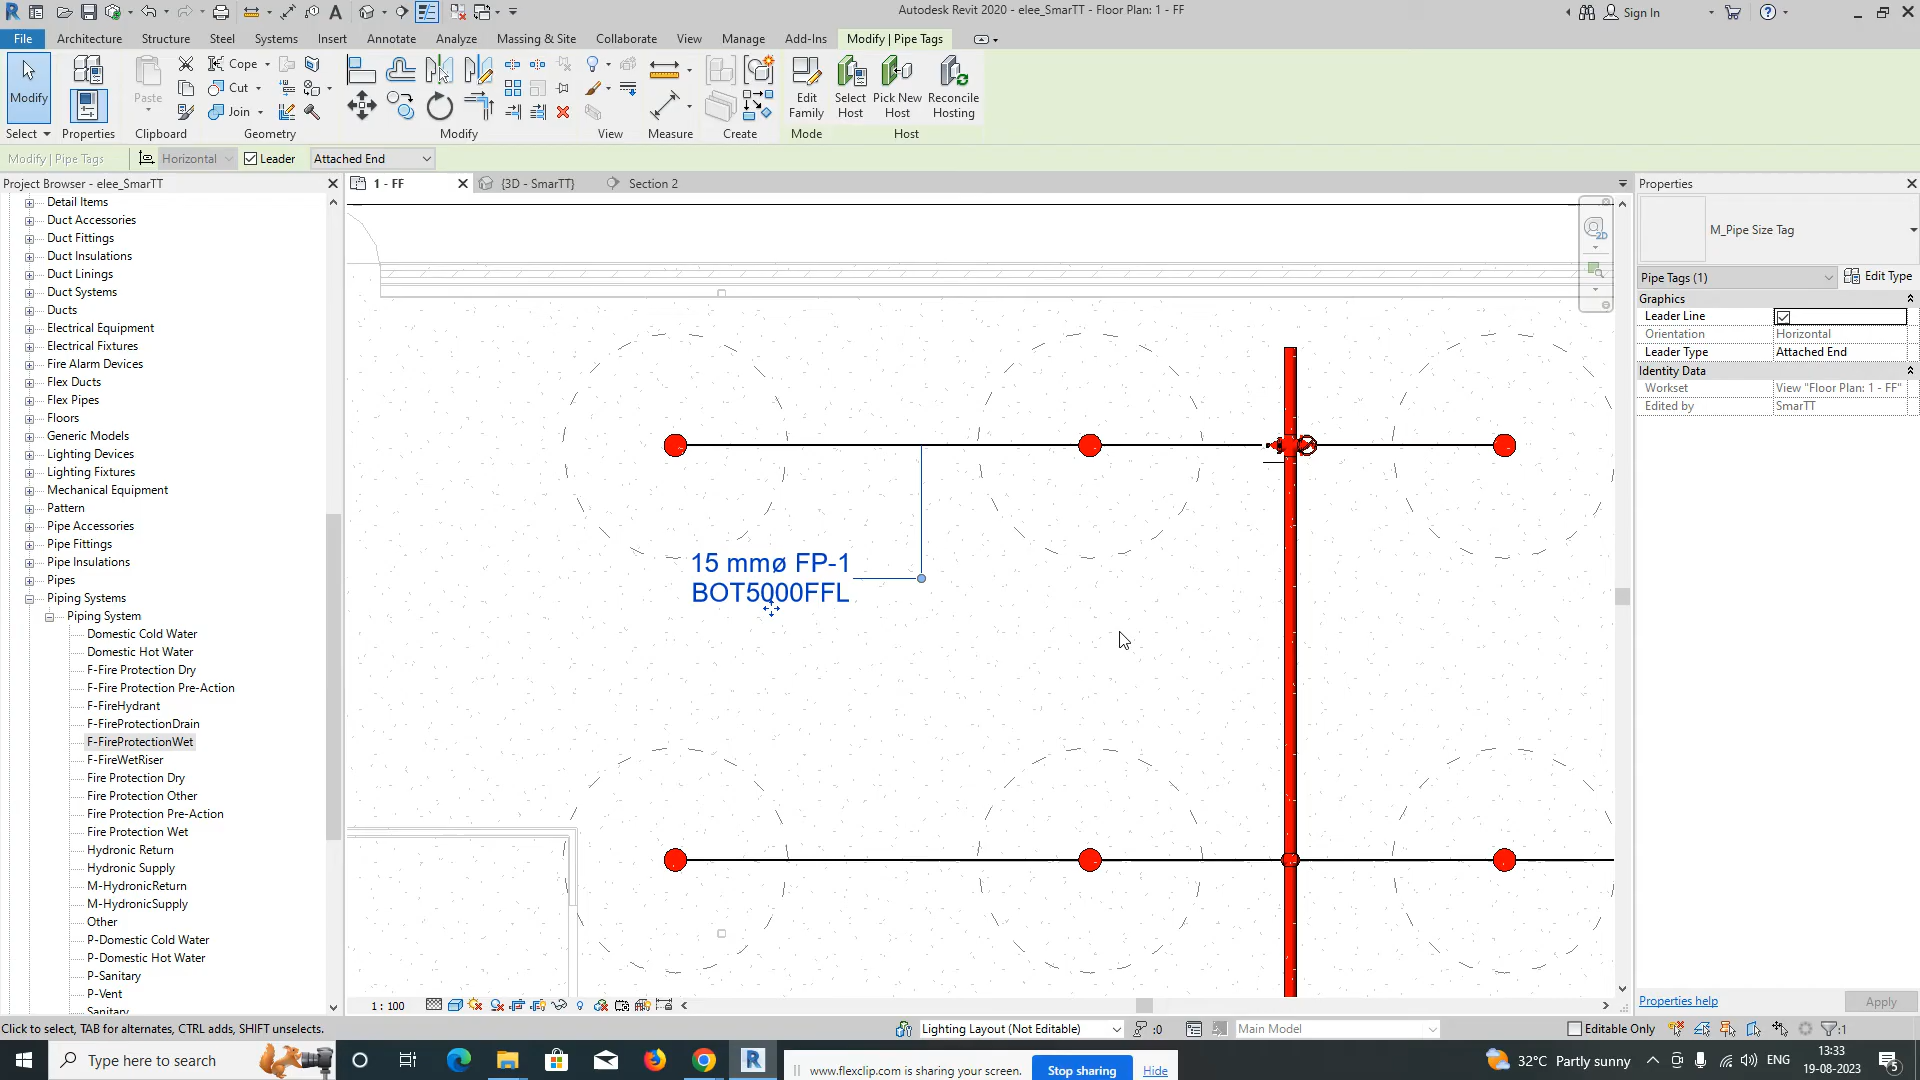 Autodesk Revit 2020 - elee_SmarTT - Floor Plan: 1 - FF
Sign In
File
Architecture
Structure
Steel
Systems
Insert
Annotate
Analyze
Massing & Site
Collaborate
View
Manage
Add-Ins
Modify | Pipe Tags
Modify
Paste
Cope
Cut
Join
Edit Family
Select Host
Pick New Host
Reconcile Hosting
Select
Properties
Clipboard
Geometry
Modify
View
Measure
Create
Mode
Host
Modify | Pipe Tags
Horizontal
Leader
Attached End
Project Browser - elee_SmarTT
1 - FF
{3D - SmarTT}
Section 2
Detail Items
Duct Accessories
Duct Fittings
Duct Insulations
Duct Linings
Duct Systems
Ducts
Electrical Equipment
Electrical Fixtures
Fire Alarm Devices
Flex Ducts
Flex Pipes
Floors
Generic Models
Lighting Devices
Lighting Fixtures
Mechanical Equipment
Pattern
Pipe Accessories
Pipe Fittings
Pipe Insulations
Pipes
Piping Systems
Piping System
Domestic Cold Water
Domestic Hot Water
F-Fire Protection Dry
F-Fire Protection Pre-Action
F-FireHydrant
F-FireProtectionDrain
F-FireProtectionWet
F-FireWetRiser
Fire Protection Dry
Fire Protection Other
Fire Protection Pre-Action
Fire Protection Wet
Hydronic Return
Hydronic Supply
M-HydronicReturn
M-HydronicSupply
Other
P-Domestic Cold Water
P-Domestic Hot Water
P-Sanitary
P-Vent
Sanitary
15 mmø FP-1
BOT5000FFL
2D
Properties
M_Pipe Size Tag
Pipe Tags (1)
Edit Type
Graphics
Leader Line
Orientation Horizontal
Leader Type Attached End
Identity Data
Workset View "Floor Plan: 1 - FF"
Edited by SmarTT
Properties help
Apply
1 : 100
Click to select, TAB for alternates, CTRL adds, SHIFT unselects.
Lighting Layout (Not Editable)
:0
Main Model
Editable Only
:1
Type here to search
www.flexclip.com is sharing your screen.
Stop sharing
Hide
32°C Partly sunny
ENG
13:33
19-08-2023
5